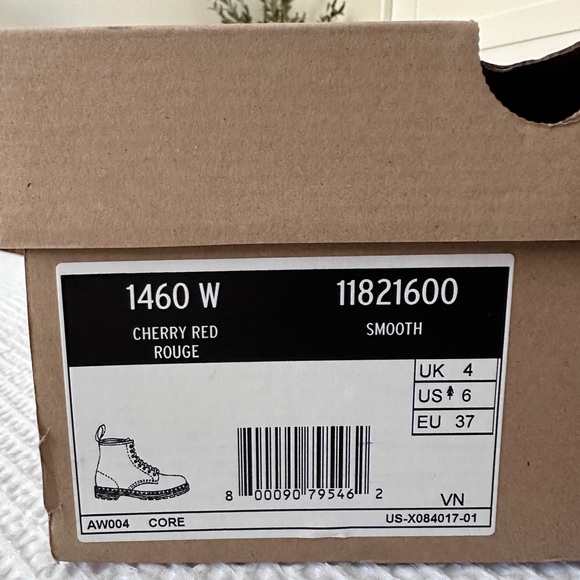 1460 W 11821600
CHERRY RED SMOOTH
ROUGE
UK 4
US 6
EU 37
8 00090 79546 2
VN
AW004 CORE US-X084017-01